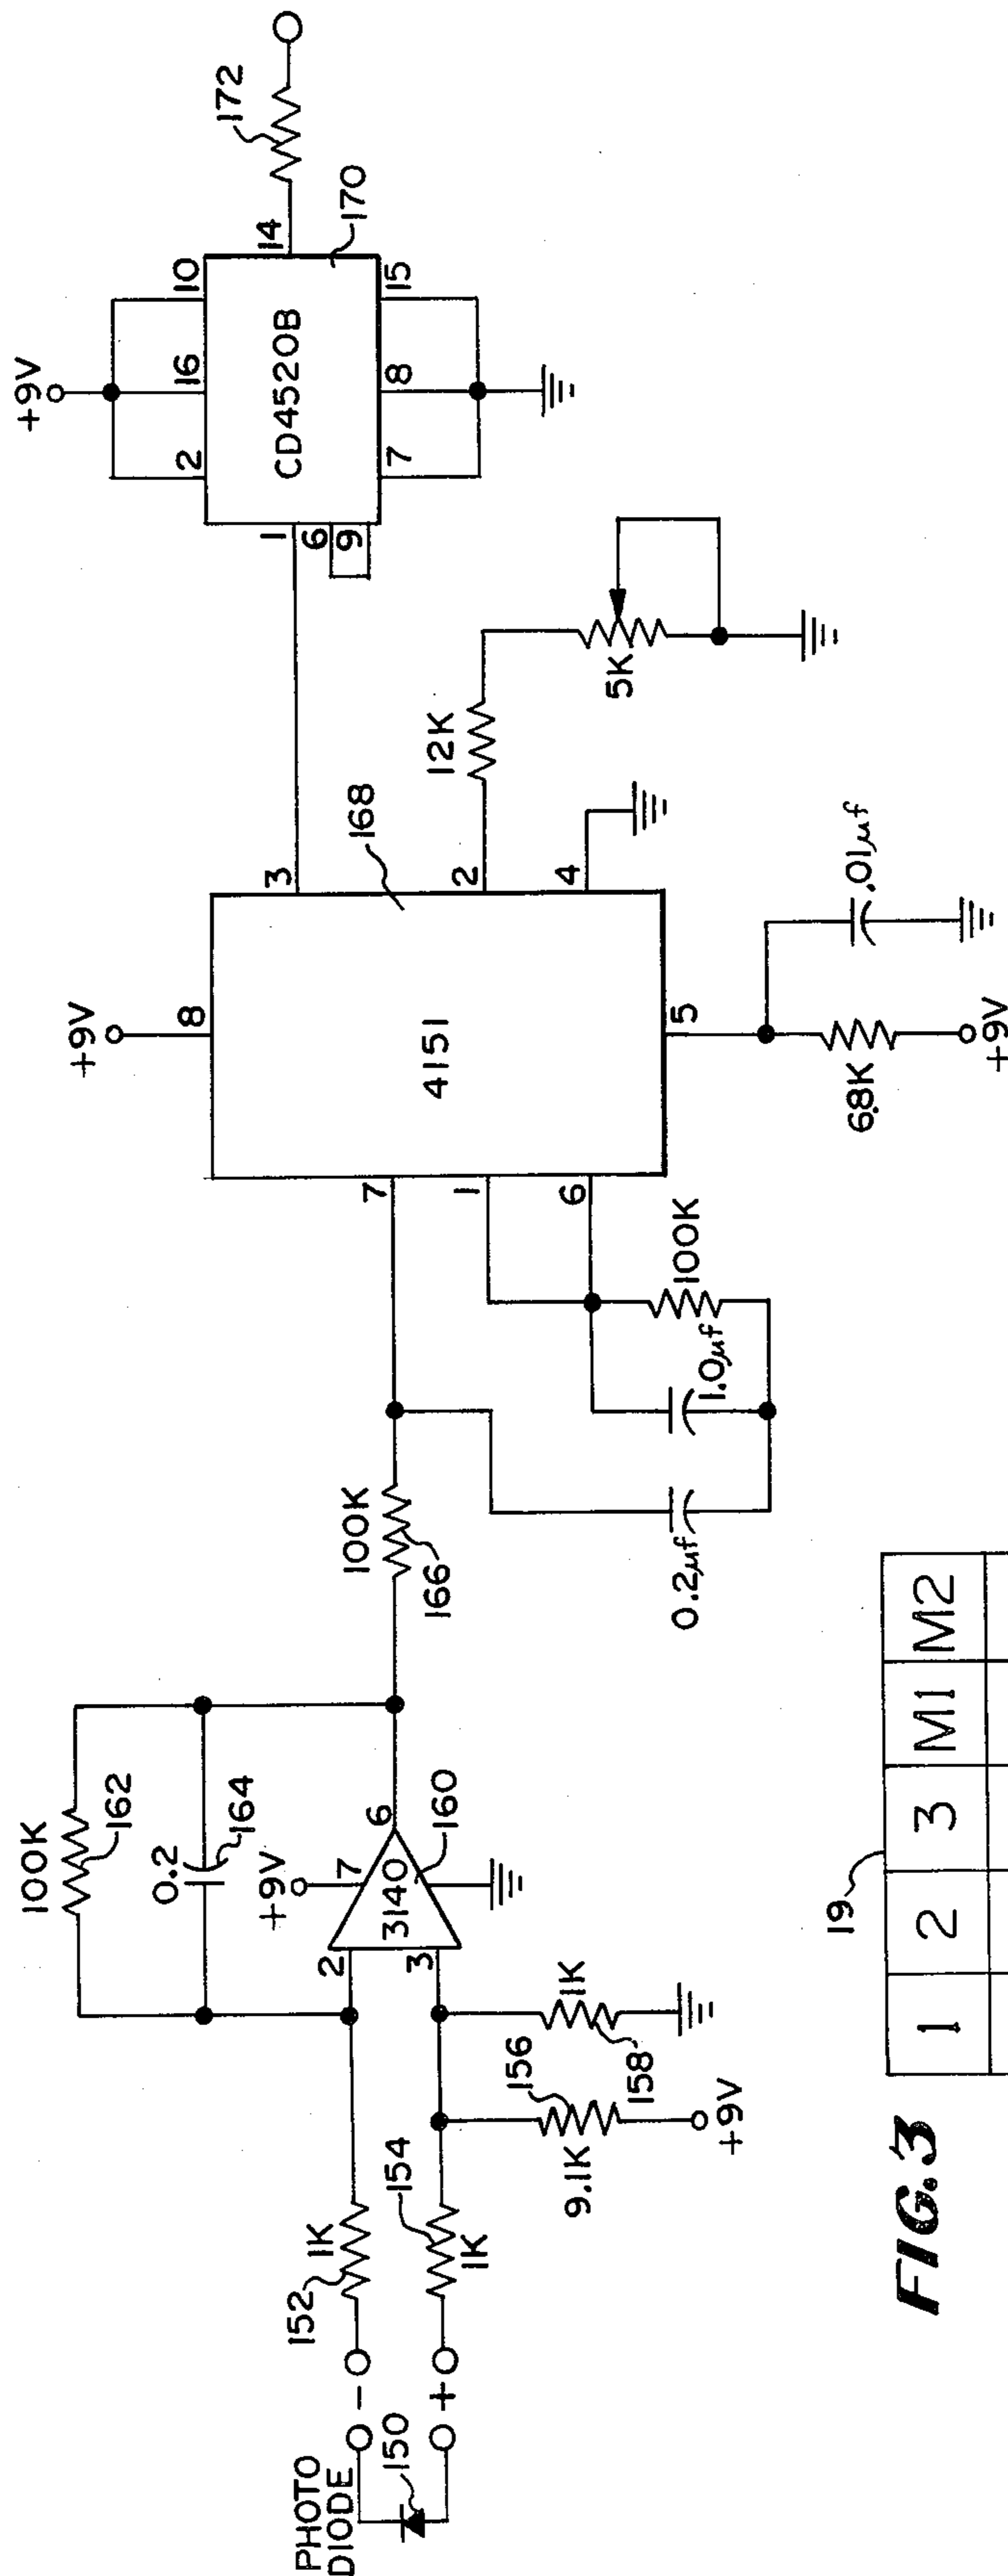 PHOTO
DIODE
150
-
+
152
1K
154
1K
9.1K
156
+9V
158
1K
100K
162
0.2
164
+9V
7
2
3
3140
6
160
100K
166
0.2µf
1.0µf
100K
7
1
6
+9V
8
4151
168
3
2
4
5
6.8K
+9V
.01µf
12K
5K
+9V
2
16
10
1
6
9
CD4520B
14
7
8
15
170
172
FIG.3
19
1 2 3 M1 M2